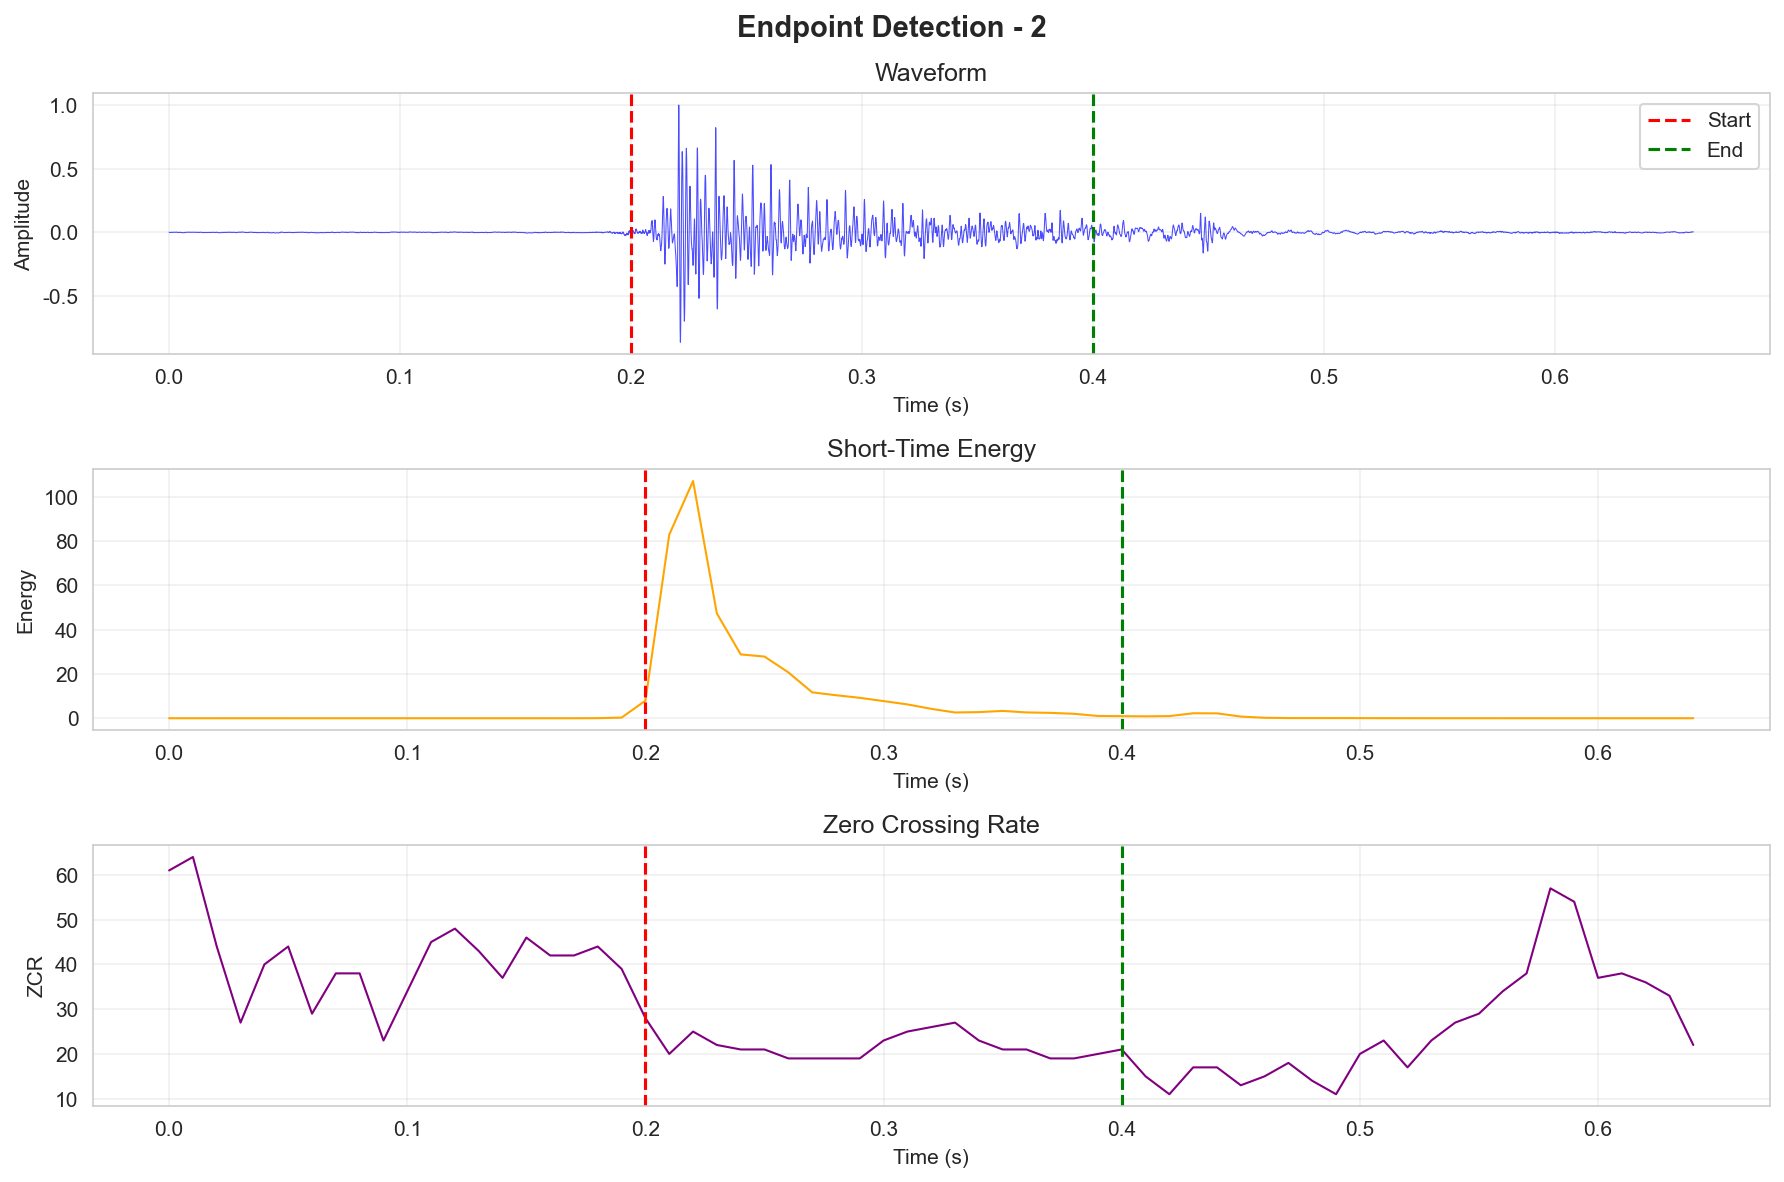 Endpoint Detection - 2
Waveform
Amplitude
1.0
0.5
0.0
-0.5
Start
End
0.0 0.1 0.2 0.3 0.4 0.5 0.6
Time (s)
Short-Time Energy
Energy
100
80
60
40
20
0
0.0 0.1 0.2 0.3 0.4 0.5 0.6
Time (s)
Zero Crossing Rate
ZCR
60
50
40
30
20
10
0.0 0.1 0.2 0.3 0.4 0.5 0.6
Time (s)